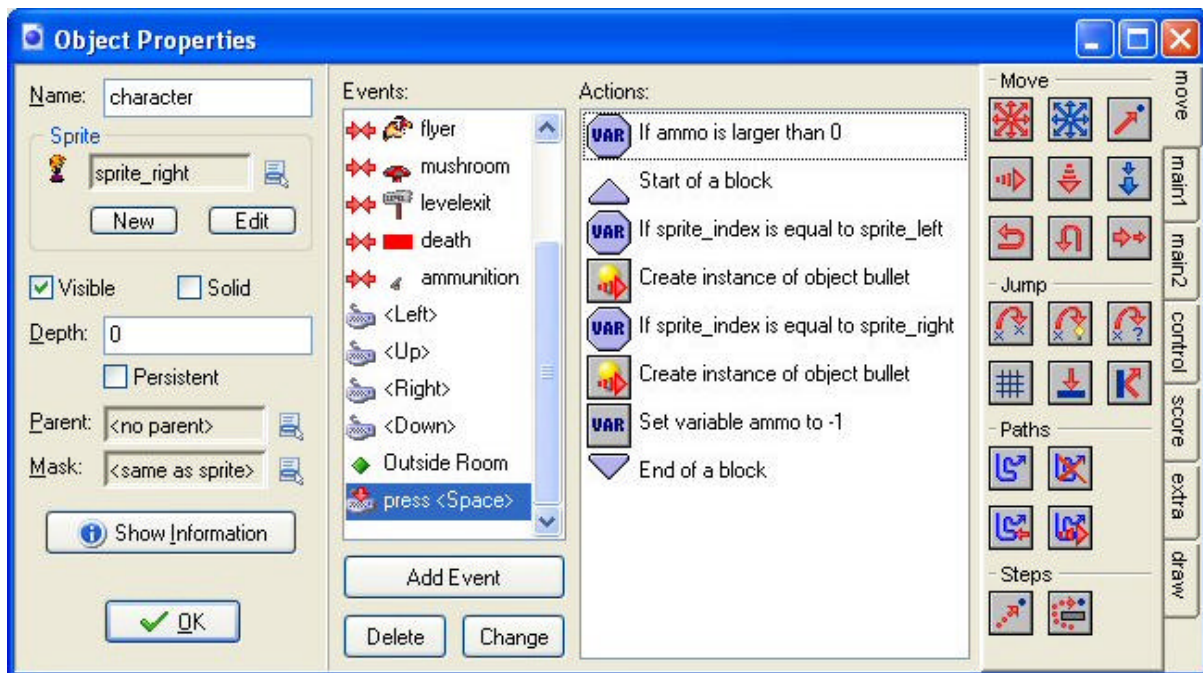 Object Properties
Name: character
Sprite
sprite_right
New Edit
Visible Solid
Depth: 0
Persistent
Parent: <no parent>
Mask: <same as sprite>
Show Information
OK
Events:
flyer
mushroom
levelexit
death
ammunition
<Left>
<Up>
<Right>
<Down>
Outside Room
press <Space>
Add Event
Delete Change
Actions:
VAR If ammo is larger than 0
Start of a block
VAR If sprite_index is equal to sprite_left
Create instance of object bullet
VAR If sprite_index is equal to sprite_right
Create instance of object bullet
VAR Set variable ammo to -1
End of a block
Move
Jump
Paths
Steps
move
main1
main2
control
score
extra
draw